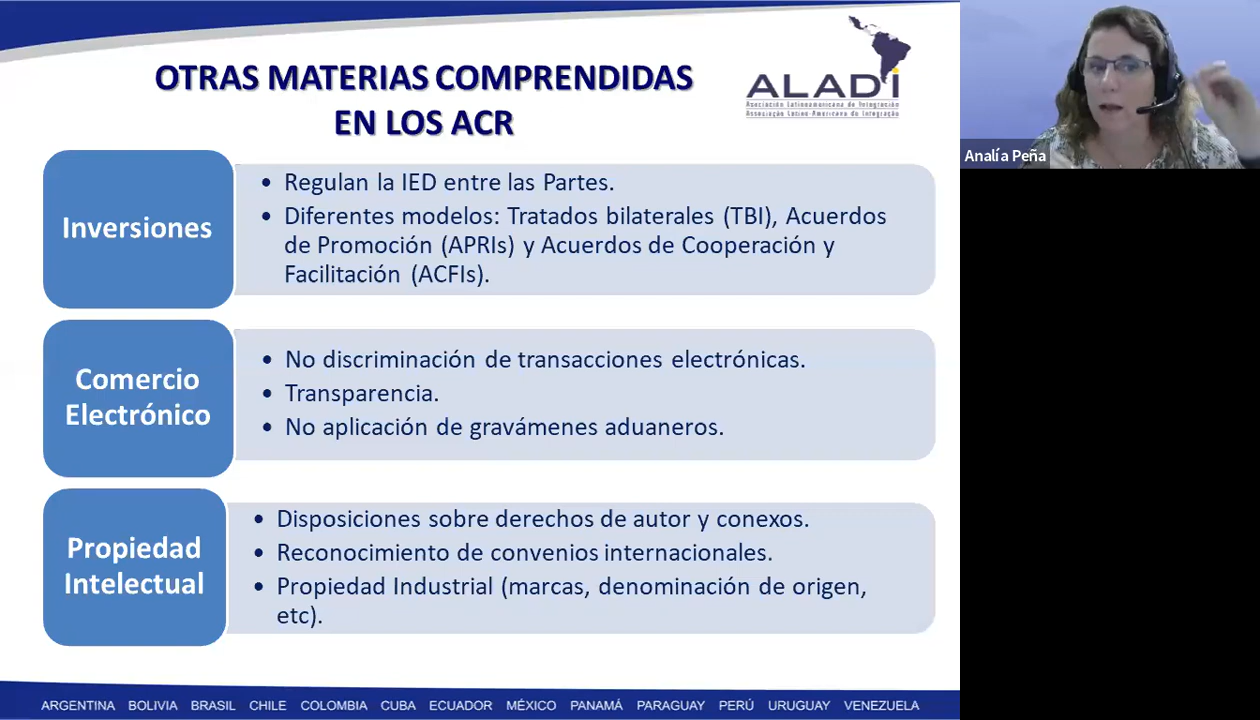 OTRAS MATERIAS COMPRENDIDAS
EN LOS ACR
ALADI
Asociación Latinoamericana de Integración
Associação Latino-Americana de Integração
Analía Peña
Inversiones
• Regulan la IED entre las Partes.
• Diferentes modelos: Tratados bilaterales (TBI), Acuerdos
de Promoción (APRIs) y Acuerdos de Cooperación y
Facilitación (ACFIs).
Comercio
Electrónico
• No discriminación de transacciones electrónicas.
• Transparencia.
• No aplicación de gravámenes aduaneros.
Propiedad
Intelectual
• Disposiciones sobre derechos de autor y conexos.
• Reconocimiento de convenios internacionales.
• Propiedad Industrial (marcas, denominación de origen,
etc).
ARGENTINA BOLIVIA BRASIL CHILE COLOMBIA CUBA ECUADOR MÉXICO PANAMÁ PARAGUAY PERÚ URUGUAY VENEZUELA